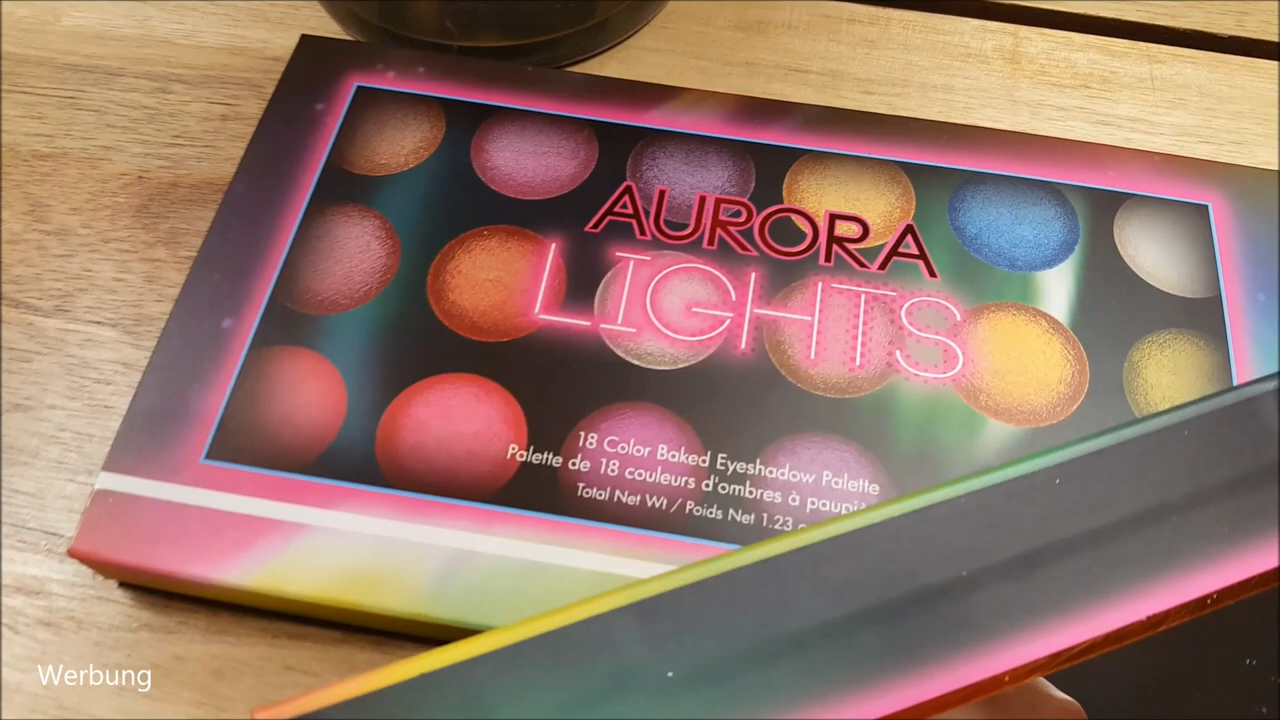 AURORA
LIGHTS
18 Color Baked Eyeshadow Palette
Palette de 18 couleurs d'ombres à
Total Net Wt / Poids Net 1.23
Werbung